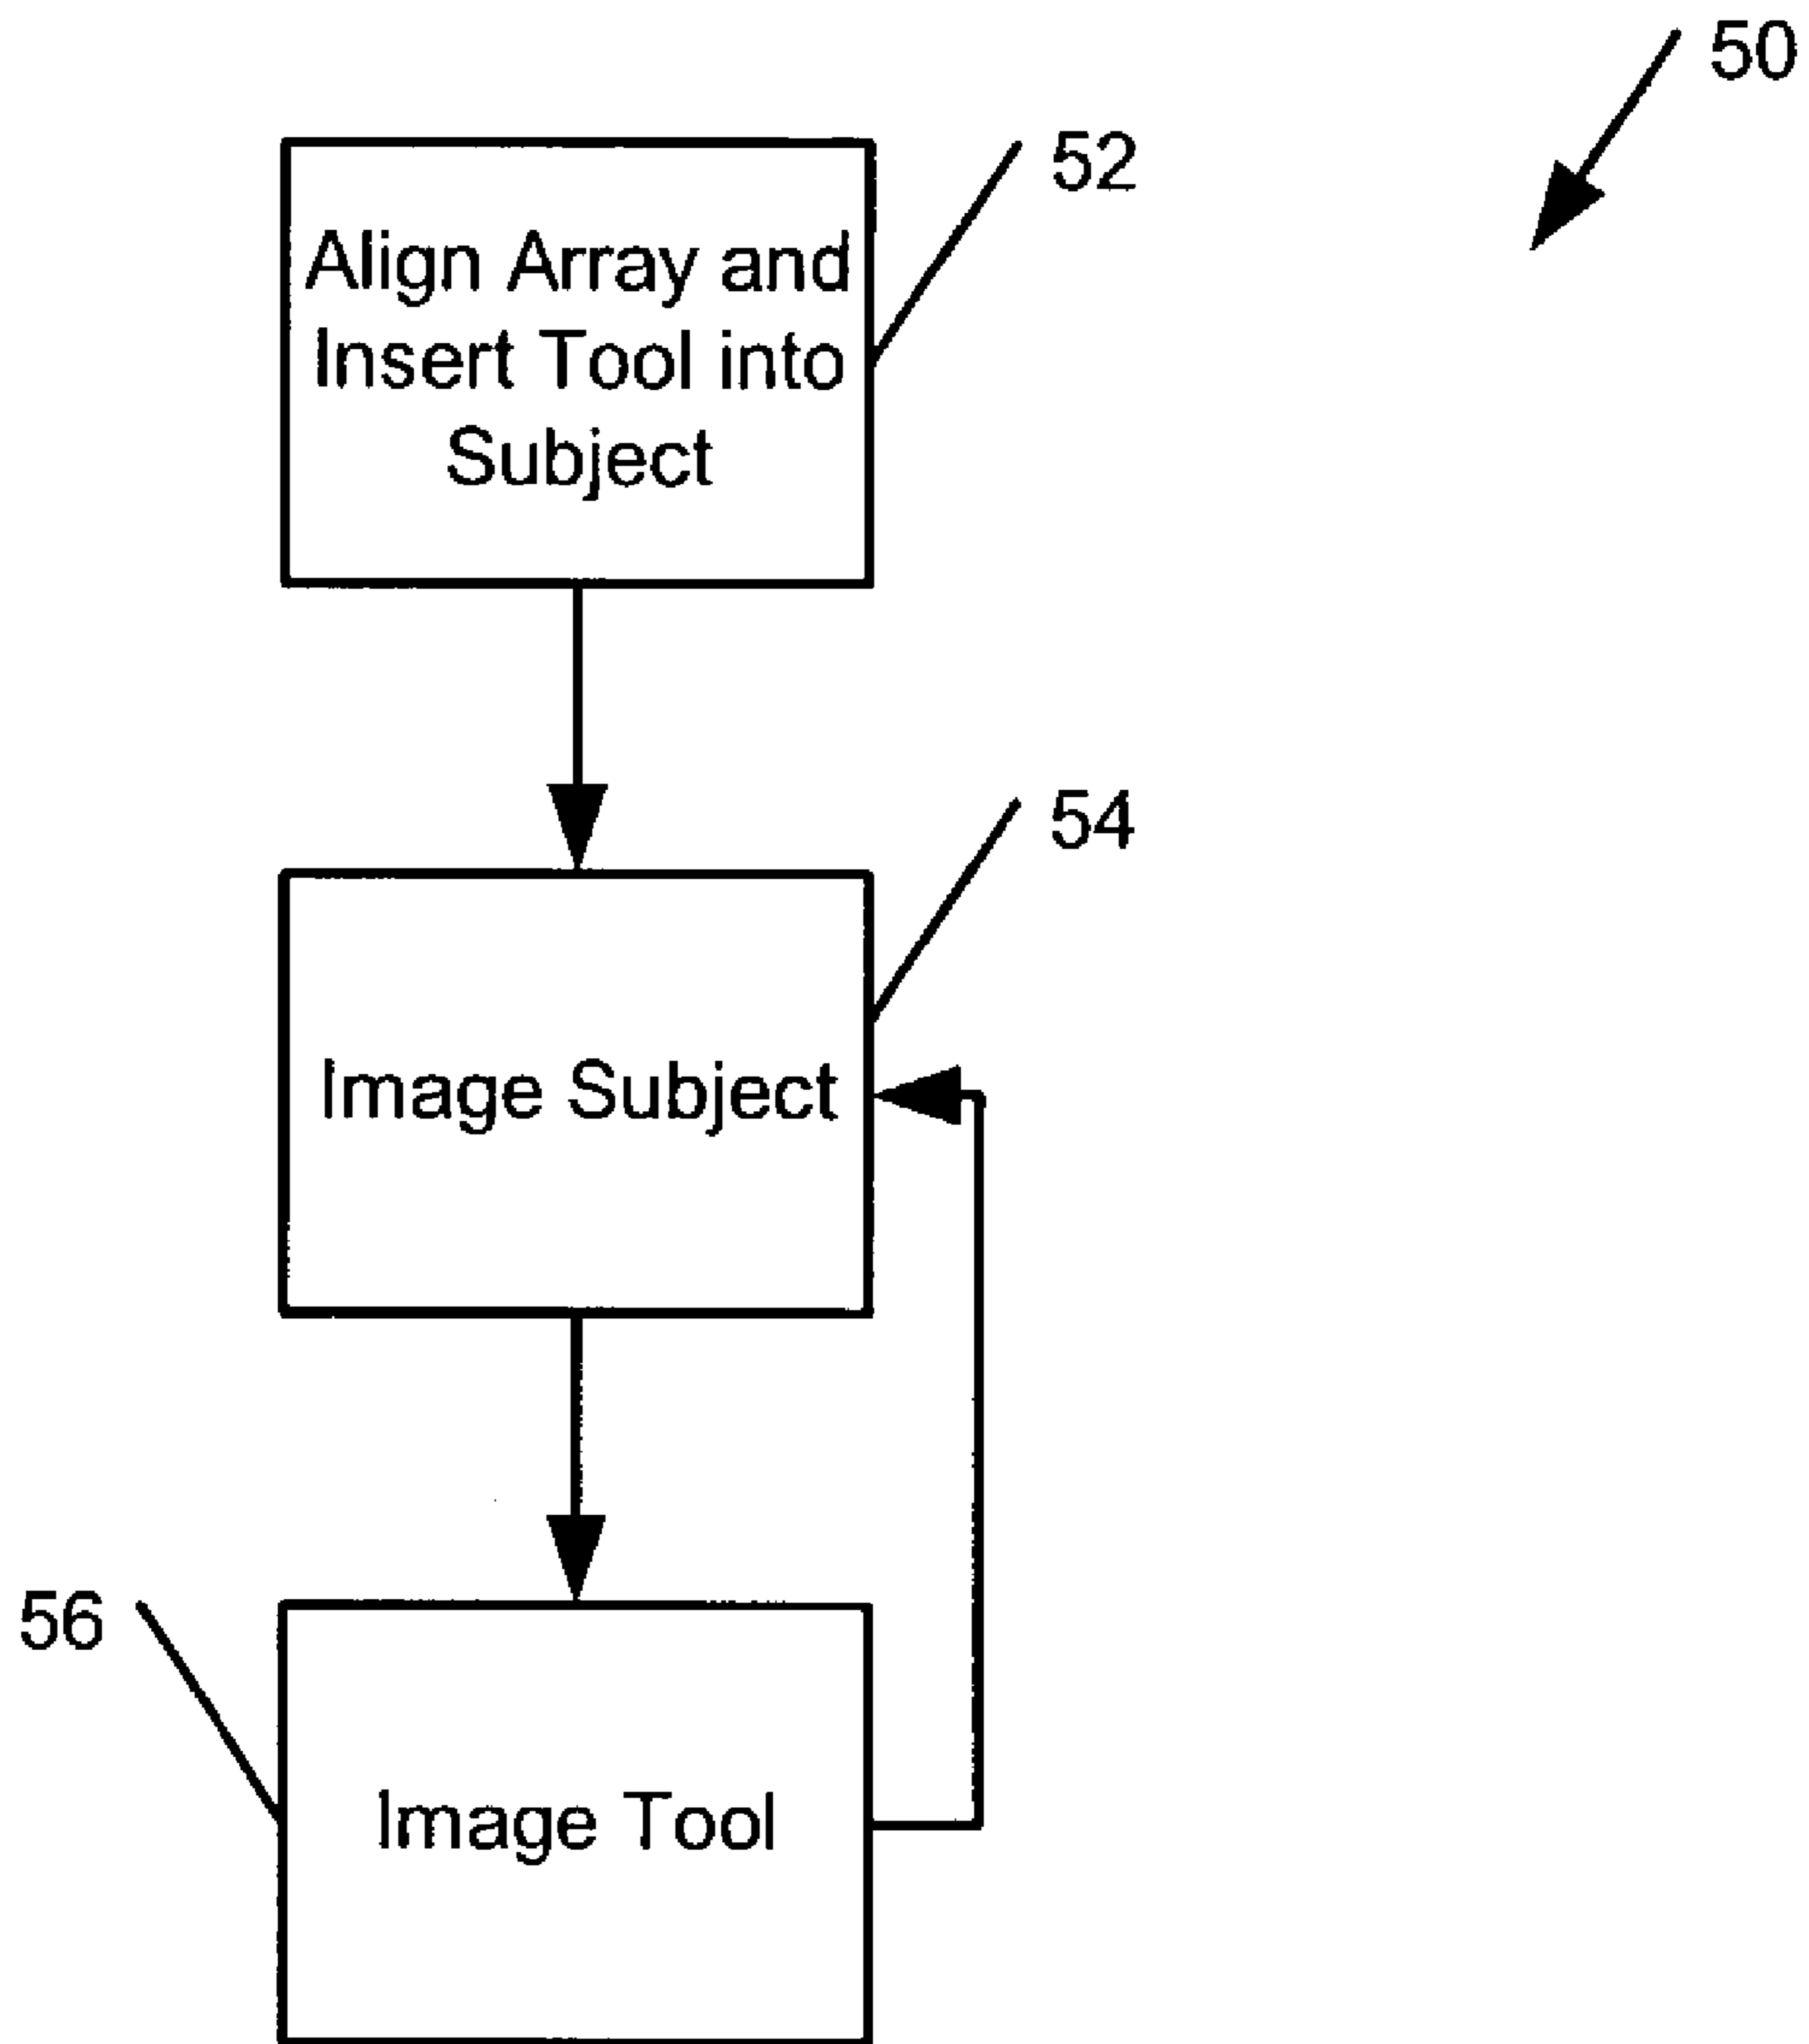 50
52
Align Array and
Insert Tool into
Subject
54
Image Subject
56
Image Tool